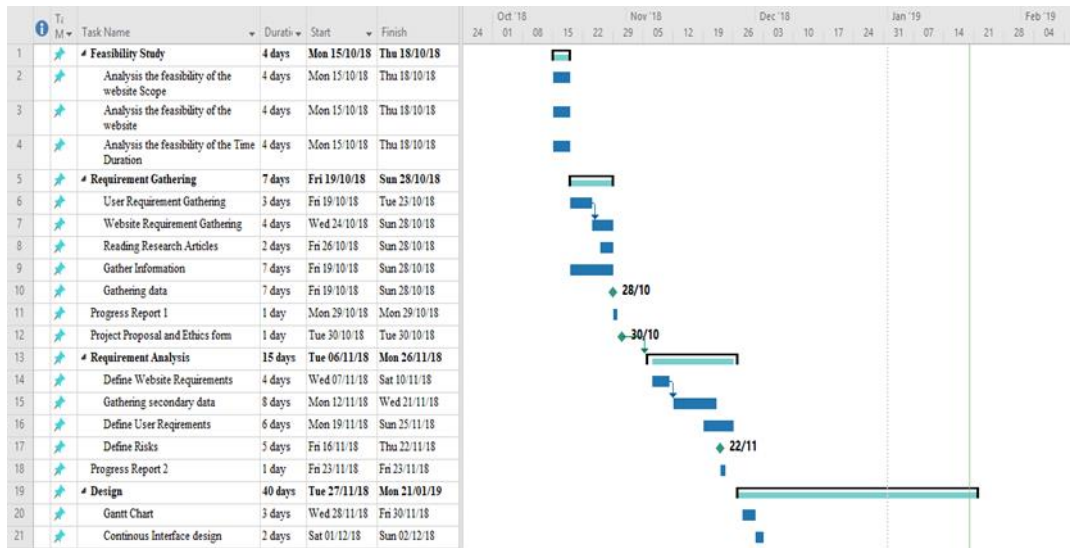 Oct '18 Nov '18 Dec '18 Jan '19 Feb '19
Task Name Start Finish 24 01 08 15 22 29 05 12 19 26 03 10 17 24 31 07 14 21 28 04
1 Feasibility Study 4 days Mon 15/10/18 Thu 18/10/18
2 Analysis the feasibility of the 4 days Mon 15/10/18 Thu 18/10/18
website Scope
3 Analysis the feasibility of the 4 days Mon 15/10/18 Thu 18/10/18
website
4 Analysis the feasibility of the Time 4 days Mon 15/10/18 Thu 18/10/18
Duration
5 Requirement Gathering 7 days Fri 19/10/18 Sun 28/10/18
6 User Requirement Gathering 3 days Fri 19/10/18 Tue 23/10/18
7 Website Requirement Gathering 4 days Wed 24/10/18 Sun 28/10/18
8 Reading Research Articles 2 days Fri 26/10/18 Sun 28/10/18
9 Gather Information 7 days Fri 19/10/18 Sun 28/10/18
10 Gathering data 7 days Fri 19/10/18 Sun 28/10/18 28/10
11 Progress Report 1 1 day Mon 29/10/18 Mon 29/10/18
12 Project Proposal and Ethics form 1 day Tue 30/10/18 Tue 30/10/18 30/10
13 Requirement Analysis 15 days Tue 06/11/18 Mon 26/11/18
14 Define Website Requirements 4 days Wed 07/11/18 Sat 10/11/18
15 Gathering secondary data 8 days Mon 12/11/18 Wed 21/11/18
16 Define User Reqirements 6 days Mon 19/11/18 Sun 25/11/18
17 Define Risks 5 days Fri 16/11/18 Thu 22/11/18 22/11
18 Progress Report 2 1 day Fri 23/11/18 Fri 23/11/18
19 Design 40 days Tue 27/11/18 Mon 21/01/19
20 Gantt Chart 3 days Wed 28/11/18 Fri 30/11/18
21 Continous Interface design 2 days Sat 01/12/18 Sun 02/12/18